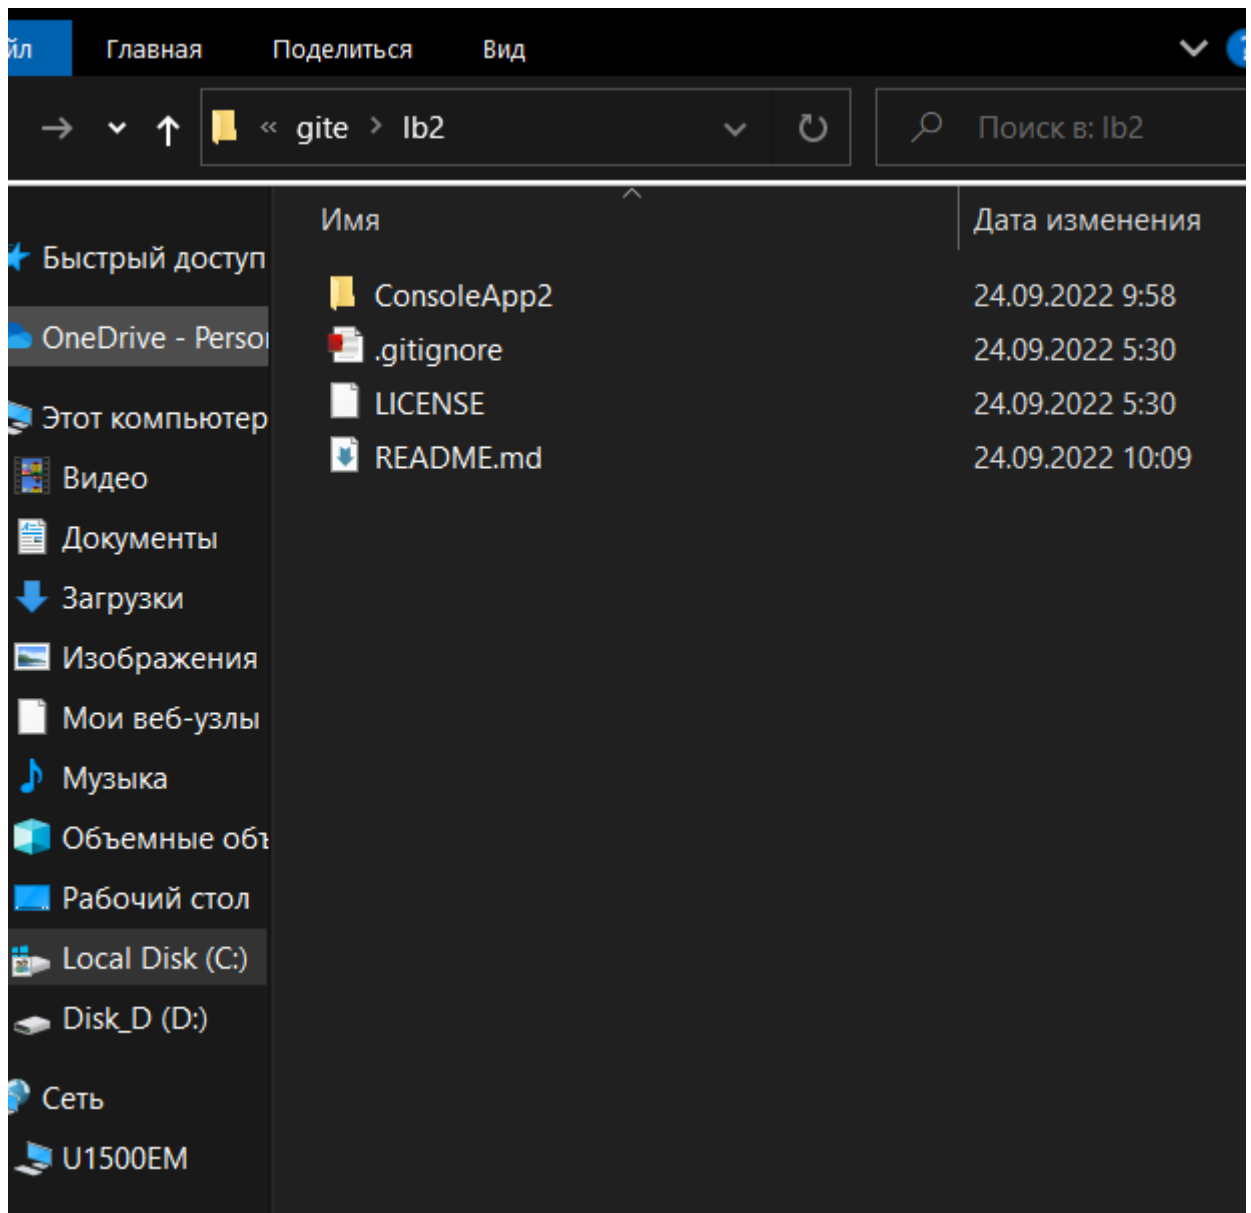 йл Главная Поделиться Вид
« gite > lb2 Поиск в: lb2
Имя Дата изменения
ConsoleApp2 24.09.2022 9:58
.gitignore 24.09.2022 5:30
LICENSE 24.09.2022 5:30
README.md 24.09.2022 10:09
Быстрый доступ
OneDrive - Person
Этот компьютер
Видео
Документы
Загрузки
Изображения
Мои веб-узлы
Музыка
Объемные объ
Рабочий стол
Local Disk (C:)
Disk_D (D:)
Сеть
U1500EM